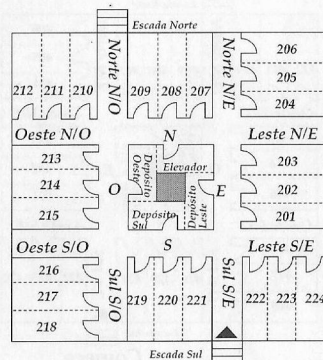 Escada Norte
Norte N/O
Norte N/E
206
205
204
212 211 210
209 208 207
Oeste N/O
N
Leste N/E
213
214
215
Elevador
Depósito Oeste
O
E
Depósito Sul
Depósito Leste
203
202
201
Oeste S/O
S
Leste S/E
216
217
218
Sul S/O
219 220 221
Sul S/E
222 223 224
Escada Sul